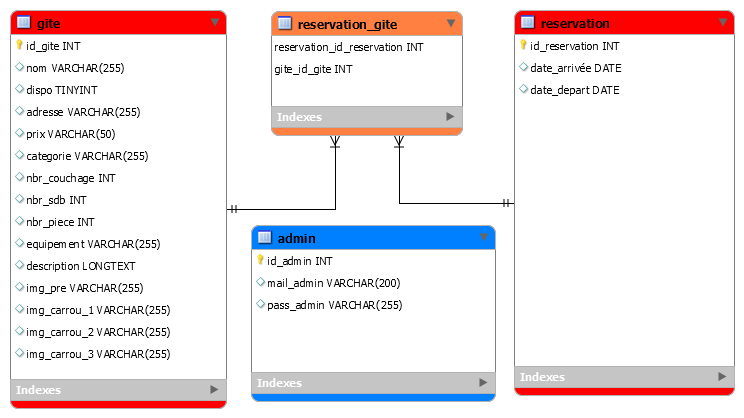 gite
id_gite INT
nom VARCHAR(255)
dispo TINYINT
adresse VARCHAR(255)
prix VARCHAR(50)
categorie VARCHAR(255)
nbr_couchage INT
nbr_sdb INT
nbr_piece INT
equipement VARCHAR(255)
description LONGTEXT
img_pre VARCHAR(255)
img_carrou_1 VARCHAR(255)
img_carrou_2 VARCHAR(255)
img_carrou_3 VARCHAR(255)
Indexes
reservation_gite
reservation_id_reservation INT
gite_id_gite INT
Indexes
admin
id_admin INT
mail_admin VARCHAR(200)
pass_admin VARCHAR(255)
Indexes
reservation
id_reservation INT
date_arrivée DATE
date_depart DATE
Indexes